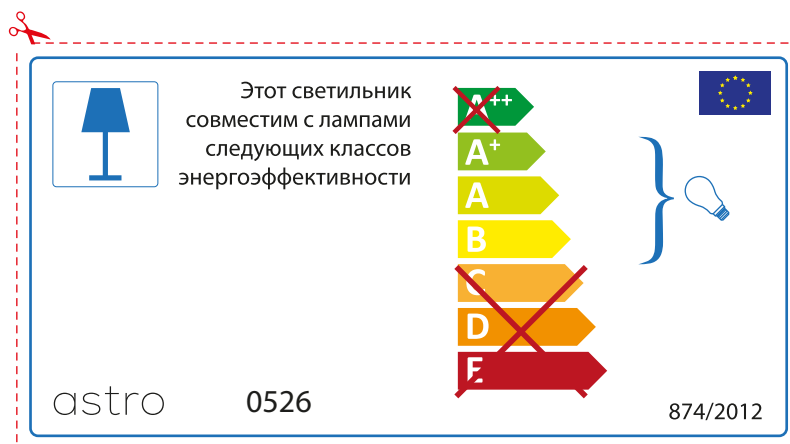 Этот светильник
совместим с лампами
следующих классов
энергоэффективности
A++
A+
A
B
C
D
E
astro
0526
874/2012